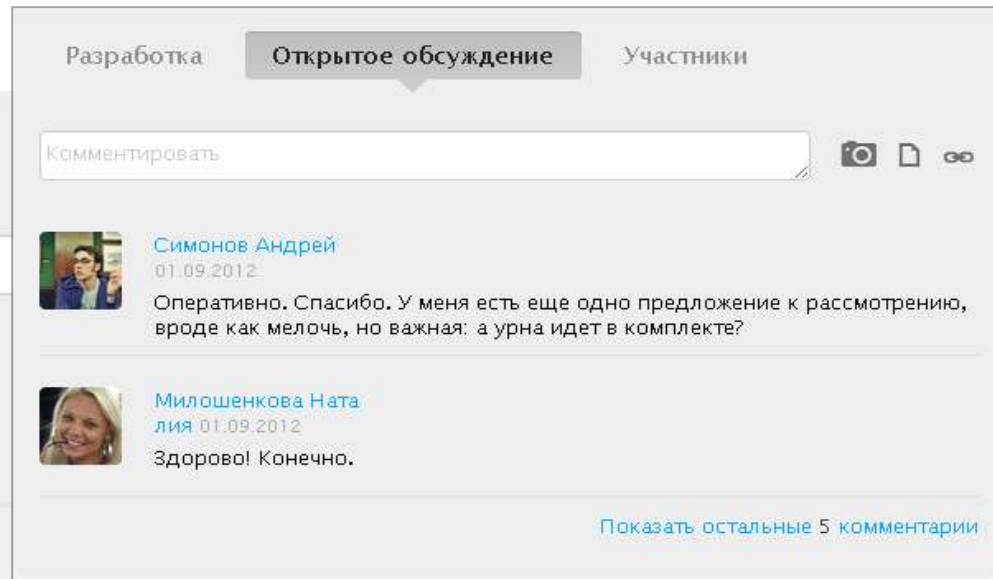 Разработка Открытое обсуждение Участники
Комментировать
Симонов Андрей
01.09.2012
Оперативно. Спасибо. У меня есть еще одно предложение к рассмотрению,
вроде как мелочь, но важная: а урна идет в комплекте?
Милошенкова Ната
лия 01.09.2012
Здорово! Конечно.
Показать остальные 5 комментарии